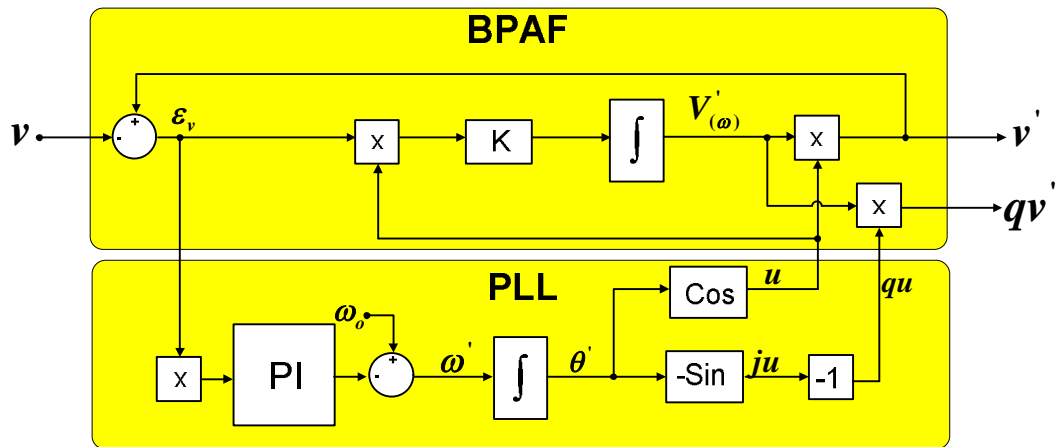 BPAF
v
-
+
εᵥ
x
K
∫
V'(ω)
x
v'
x
qv'
PLL
ωₒ
x
PI
-
+
ω'
∫
θ'
Cos
u
-Sin
ju
-1
qu